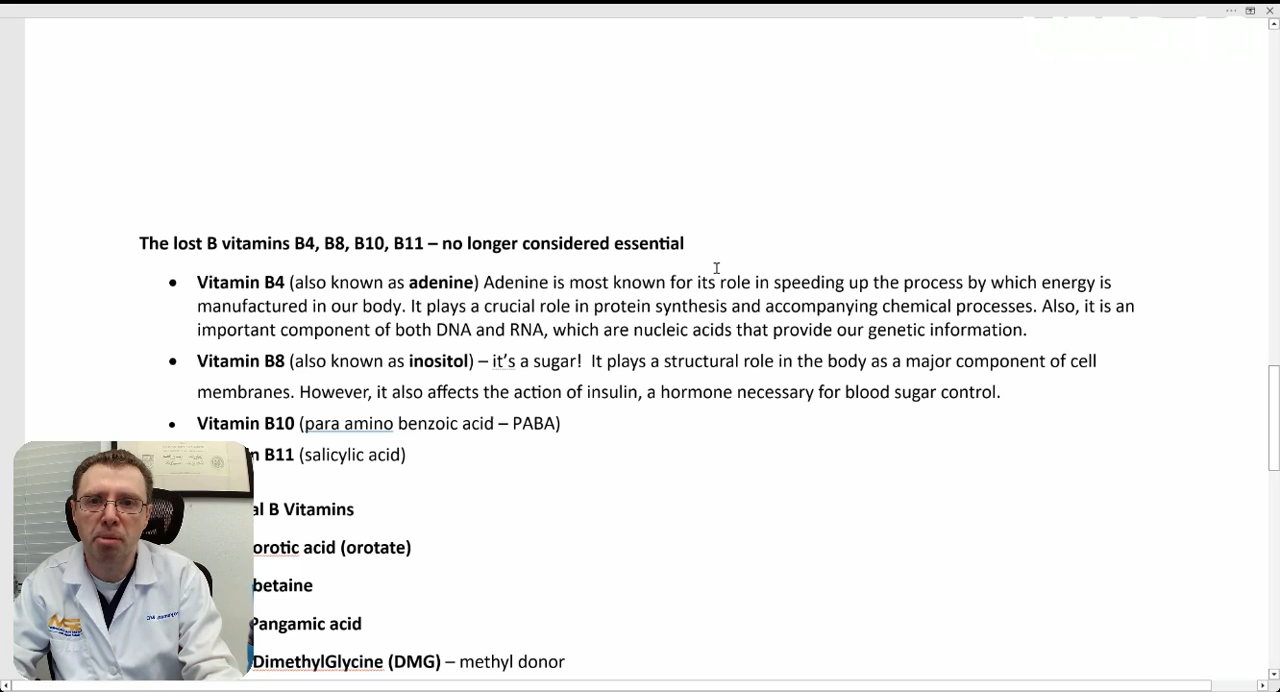 The lost B vitamins B4, B8, B10, B11 – no longer considered essential
• Vitamin B4 (also known as adenine) Adenine is most known for its role in speeding up the process by which energy is
manufactured in our body. It plays a crucial role in protein synthesis and accompanying chemical processes. Also, it is an
important component of both DNA and RNA, which are nucleic acids that provide our genetic information.
• Vitamin B8 (also known as inositol) – it's a sugar!  It plays a structural role in the body as a major component of cell
membranes. However, it also affects the action of insulin, a hormone necessary for blood sugar control.
• Vitamin B10 (para amino benzoic acid – PABA)
B11 (salicylic acid)
B Vitamins
orotic acid (orotate)
betaine
Pangamic acid
DimethylGlycine (DMG) – methyl donor